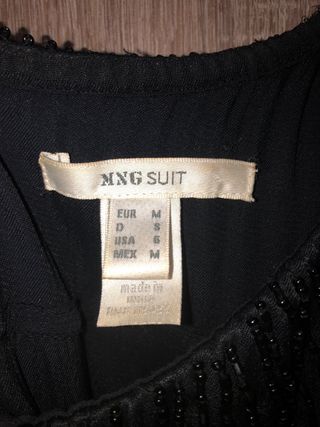 MNG SUIT
EUR M
D S
USA 6
MEX M
made in